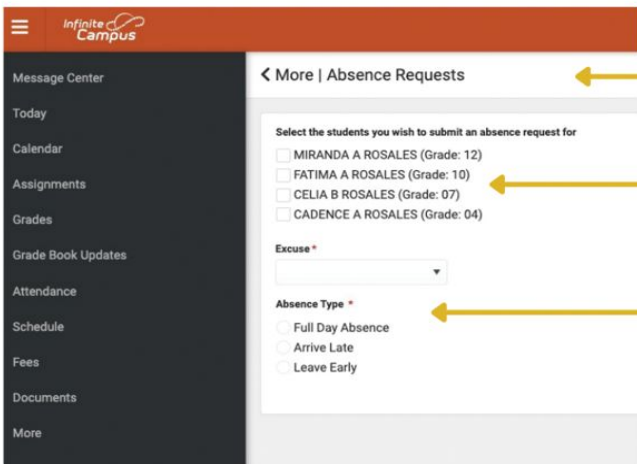 Infinite
Campus
Message Center
Today
Calendar
Assignments
Grades
Grade Book Updates
Attendance
Schedule
Fees
Documents
More
More | Absence Requests
Select the students you wish to submit an absence request for
MIRANDA A ROSALES (Grade: 12)
FATIMA A ROSALES (Grade: 10)
CELIA B ROSALES (Grade: 07)
CADENCE A ROSALES (Grade: 04)
Excuse *
Absence Type *
Full Day Absence
Arrive Late
Leave Early